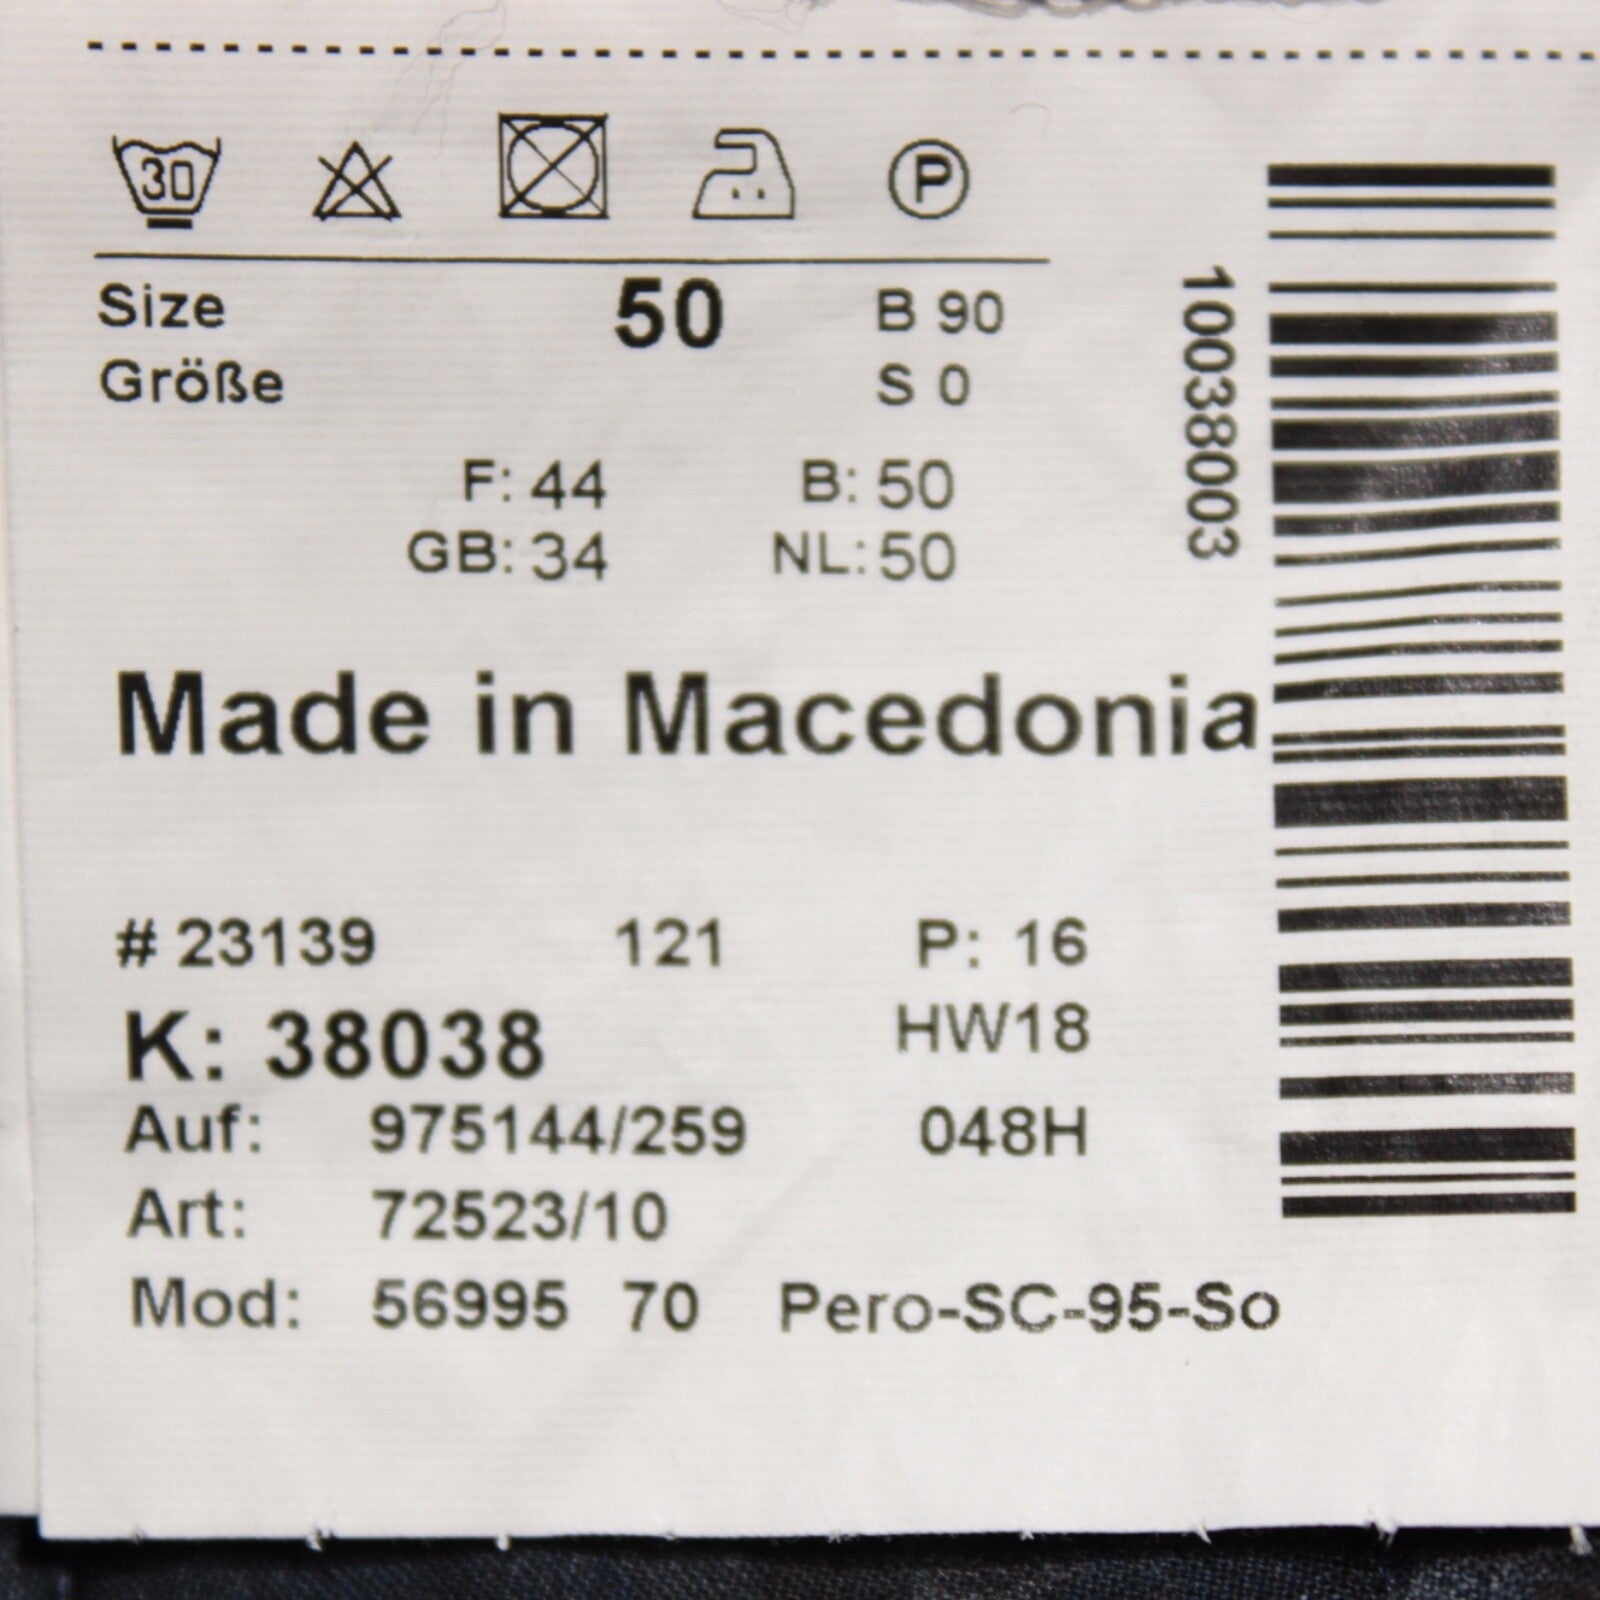 30 P
Size 50 B 90
Größe S 0
F: 44 B: 50
GB: 34 NL: 50
Made in Macedonia
# 23139 121 P: 16
K: 38038 HW18
Auf: 975144/259 048H
Art: 72523/10
Mod: 56995 70 Pero-SC-95-So
10038003